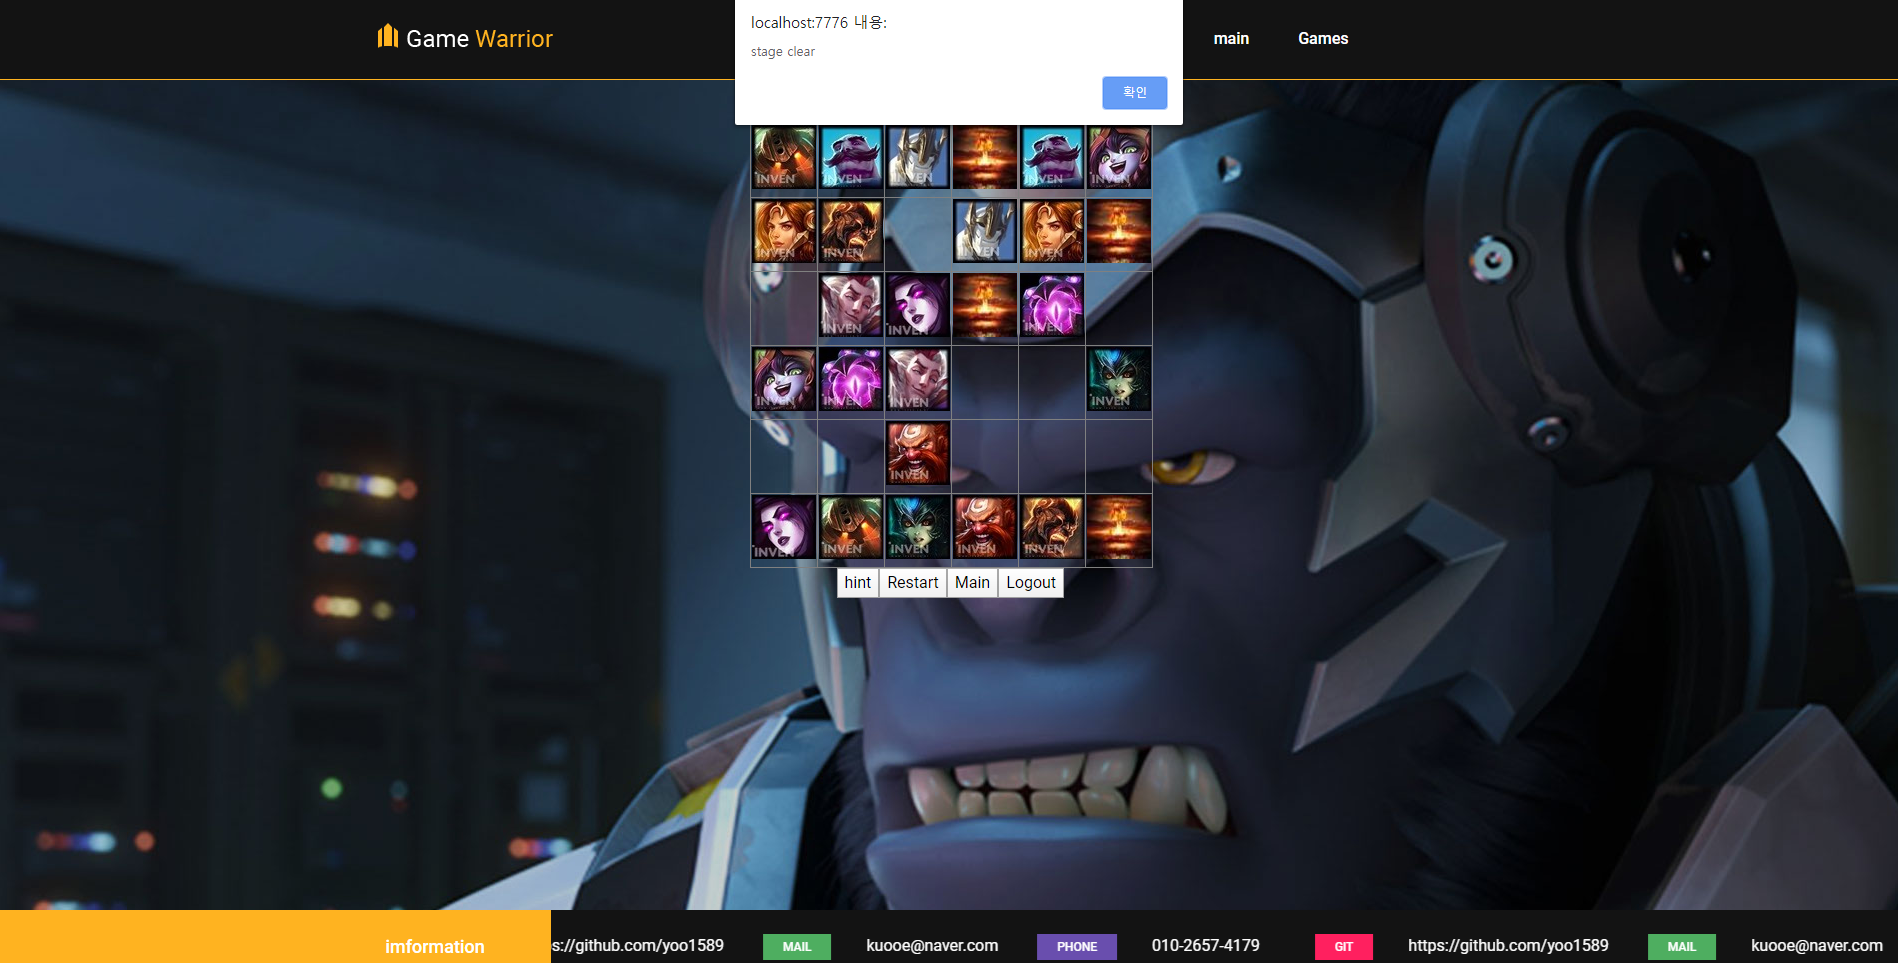 Game Warrior
localhost:7776 내용:
stage clear
확인
main Games
INVEN INVEN INVEN INVEN INVEN
INVEN INVEN INVEN INVEN
INVEN INVEN INVEN
INVEN INVEN INVEN INVEN
INVEN
INVEN INVEN INVEN INVEN INVEN
hint Restart Main Logout
imformation s://github.com/yoo1589 MAIL kuooe@naver.com PHONE 010-2657-4179 GIT https://github.com/yoo1589 MAIL kuooe@naver.com